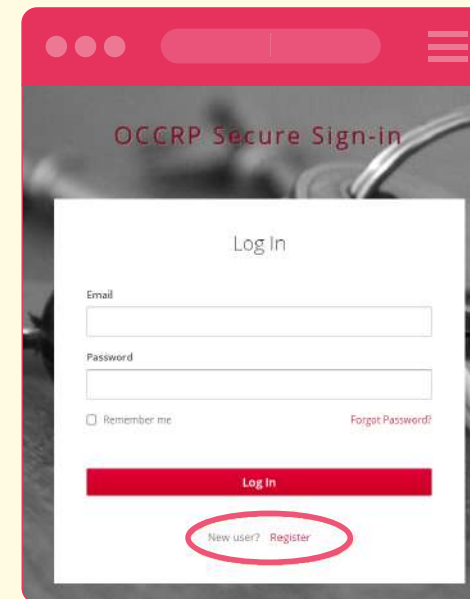 OCCRP Secure Sign-in
Log In
Email
Password
Remember me Forgot Password?
Log In
New user? Register